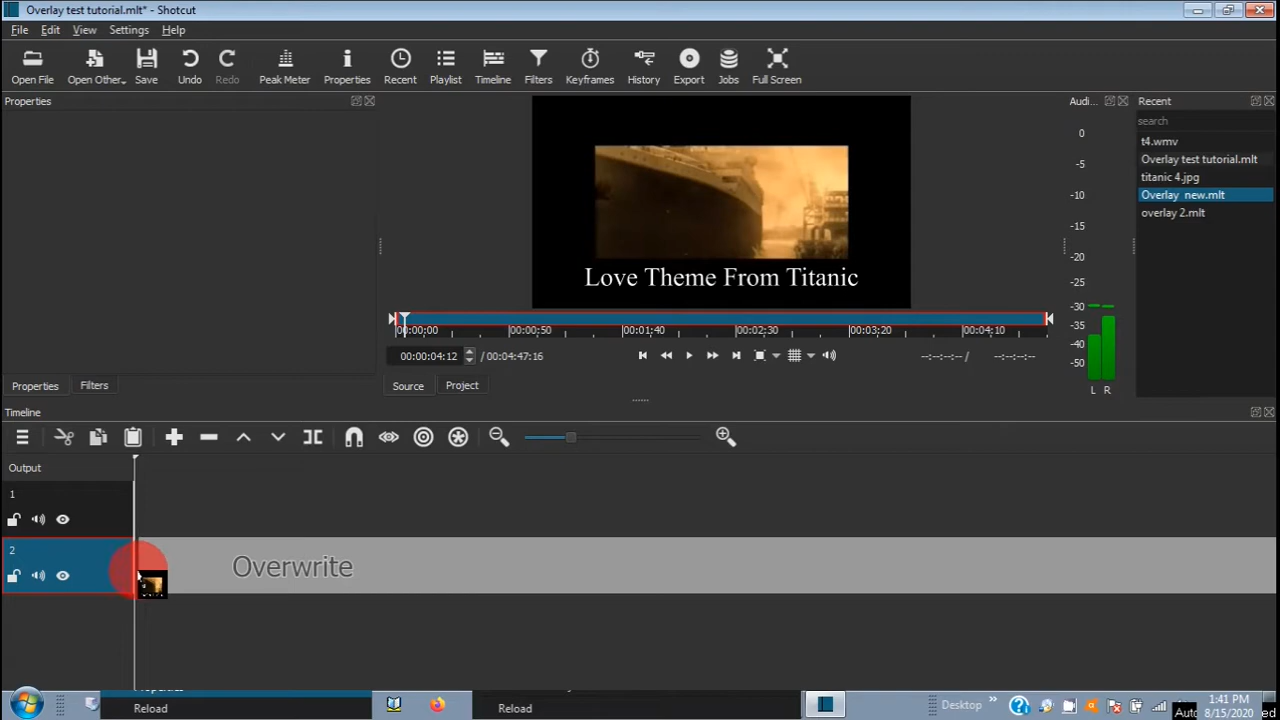 Overlay test tutorial.mlt* - Shotcut
File Edit View Settings Help
Open File Open Other.. Save Undo Redo Peak Meter Properties Recent Playlist Timeline Filters Keyframes History Export Jobs Full Screen
Properties
Audi...
Recent
search
t4.wmv
Overlay test tutorial.mlt
titanic 4.jpg
Overlay new.mlt
overlay 2.mlt
0
-5
-10
-15
-20
-25
-30
-35
-40
-50
L R
Love Theme From Titanic
00:00:00 00:00:50 00:01:40 00:02:30 00:03:20 00:04:10
00:00:04:12 / 00:04:47:16 --:--:--:-- / --:--:--:--
Properties Filters
Source Project
Timeline
Output
1
2
Overwrite
Reload
Reload
Desktop
1:41 PM
8/15/2020